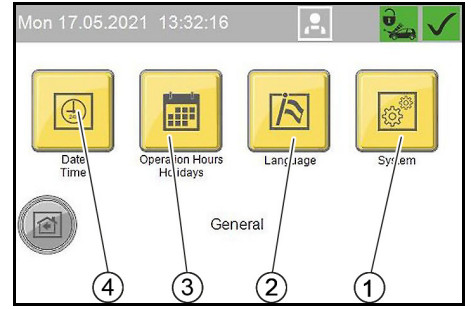 Mon 17.05.2021 13:32:16
24h
Date
Time
Operation Hours
Holidays
Language
System
General
4
3
2
1